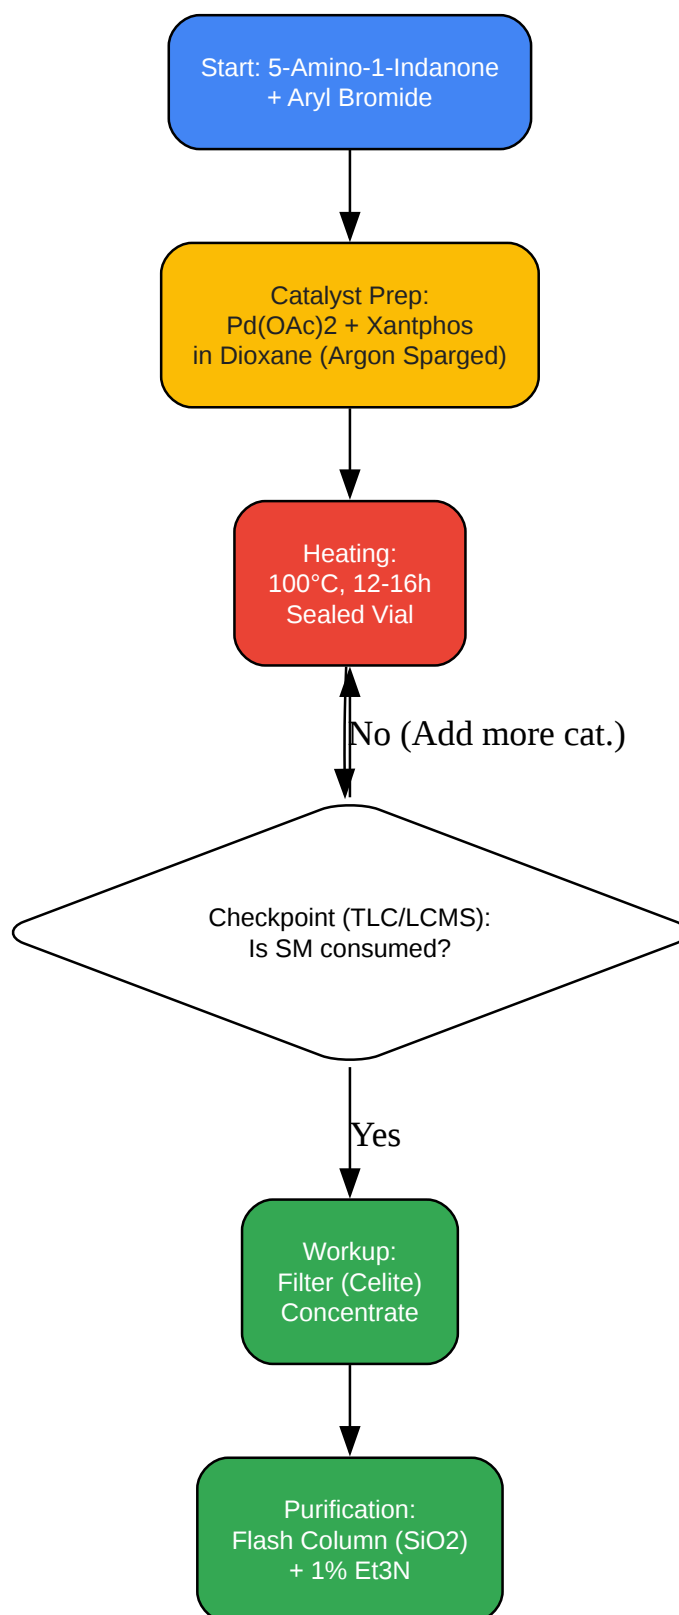 Start: 5-Amino-1-Indanone
+ Aryl Bromide
Catalyst Prep:
Pd(OAc)2 + Xantphos
in Dioxane (Argon Sparged)
Heating:
100°C, 12-16h
Sealed Vial
No (Add more cat.)
Checkpoint (TLC/LCMS):
Is SM consumed?
Yes
Workup:
Filter (Celite)
Concentrate
Purification:
Flash Column (SiO2)
+ 1% Et3N